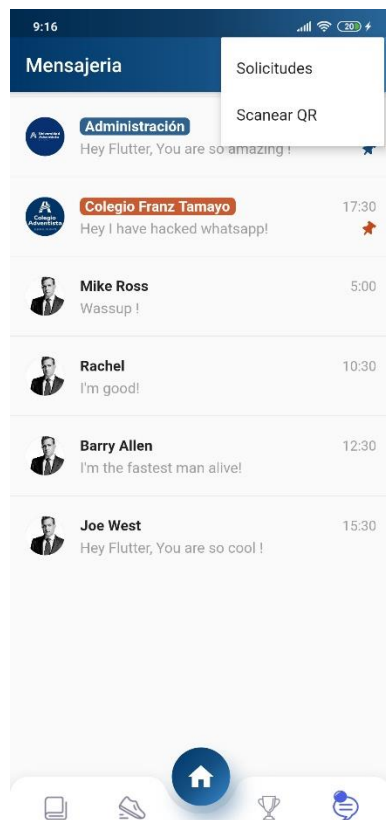 9:16
20
Mensajeria
Solicitudes
Scanear QR
Administración
Hey Flutter, You are so amazing !
Colegio Franz Tamayo
17:30
Hey I have hacked whatsapp!
Mike Ross
5:00
Wassup !
Rachel
10:30
I'm good!
Barry Allen
12:30
I'm the fastest man alive!
Joe West
15:30
Hey Flutter, You are so cool !